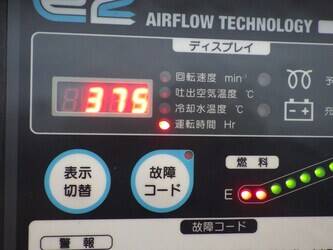 AIRFLOW TECHNOLOGY
ディスプレイ
回転速度 min⁻
吐出空気温度 ℃
375
冷却水温度 ℃
運転時間 Hr
表示
切替
故障
コード
燃料
E
故障コード
警報